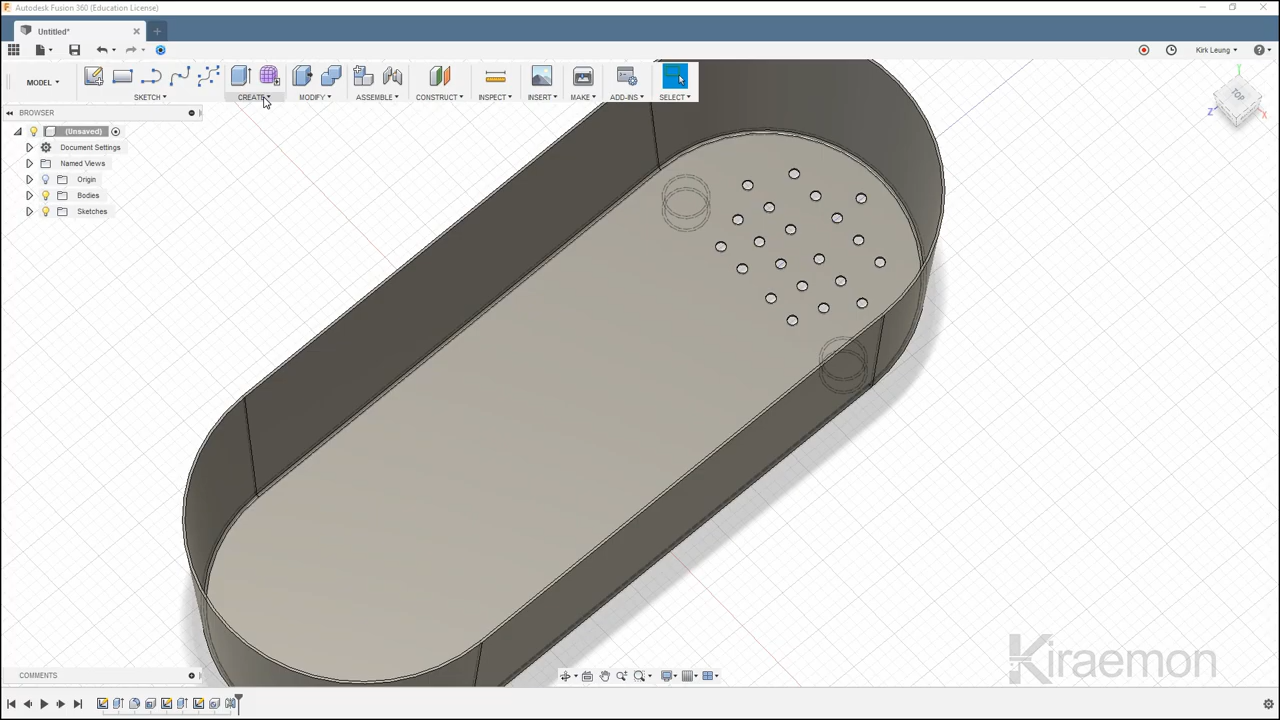 Autodesk Fusion 360 (Education License)
Untitled*
Kirk Leung
MODEL
SKETCH
CREATE
MODIFY
ASSEMBLE
CONSTRUCT
INSPECT
INSERT
MAKE
ADD-INS
SELECT
BROWSER
(Unsaved)
Document Settings
Named Views
Origin
Bodies
Sketches
TOP
Y
Z
X
Kiraemon
COMMENTS